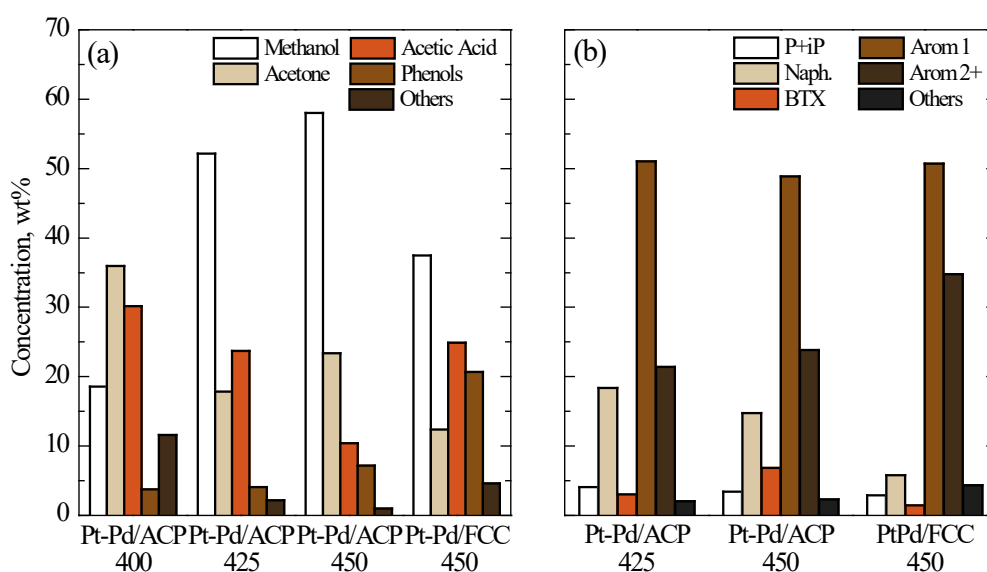 (a)
Methanol
Acetic Acid
Acetone
Phenols
Others
Concentration, wt%
70
60
50
40
30
20
10
0
Pt-Pd/ACP Pt-Pd/ACP Pt-Pd/ACP Pt-Pd/FCC
400 425 450 450
(b)
P+iP
Arom 1
Naph.
Arom 2+
BTX
Others
Pt-Pd/ACP Pt-Pd/ACP PtPd/FCC
425 450 450